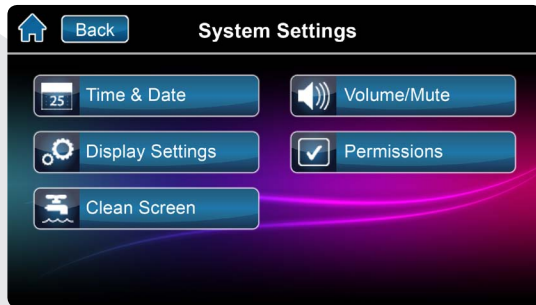 Back
System Settings
25
Time & Date
Volume/Mute
Display Settings
Permissions
Clean Screen